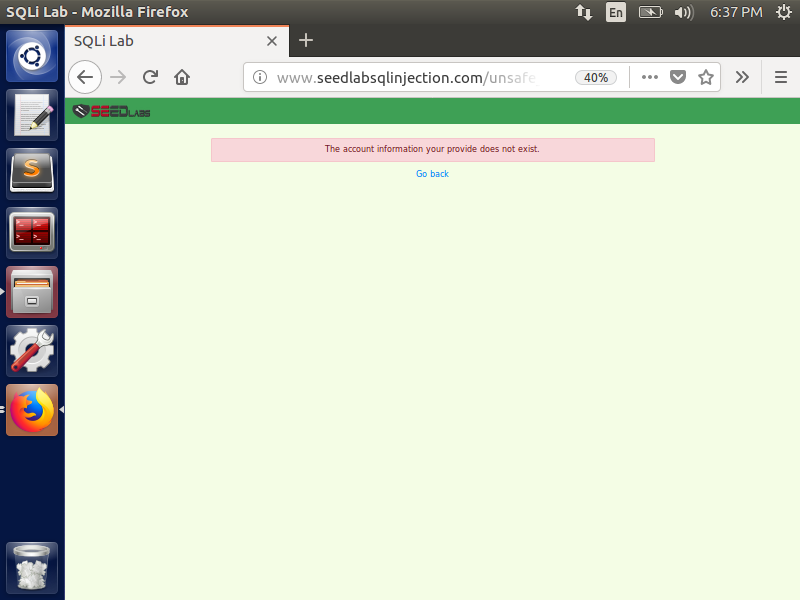 SQLi Lab - Mozilla Firefox
En
6:37 PM
SQLi Lab
www.seedlabsqlinjection.com/unsafe_
40%
SEEDLABS
The account information your provide does not exist.
Go back